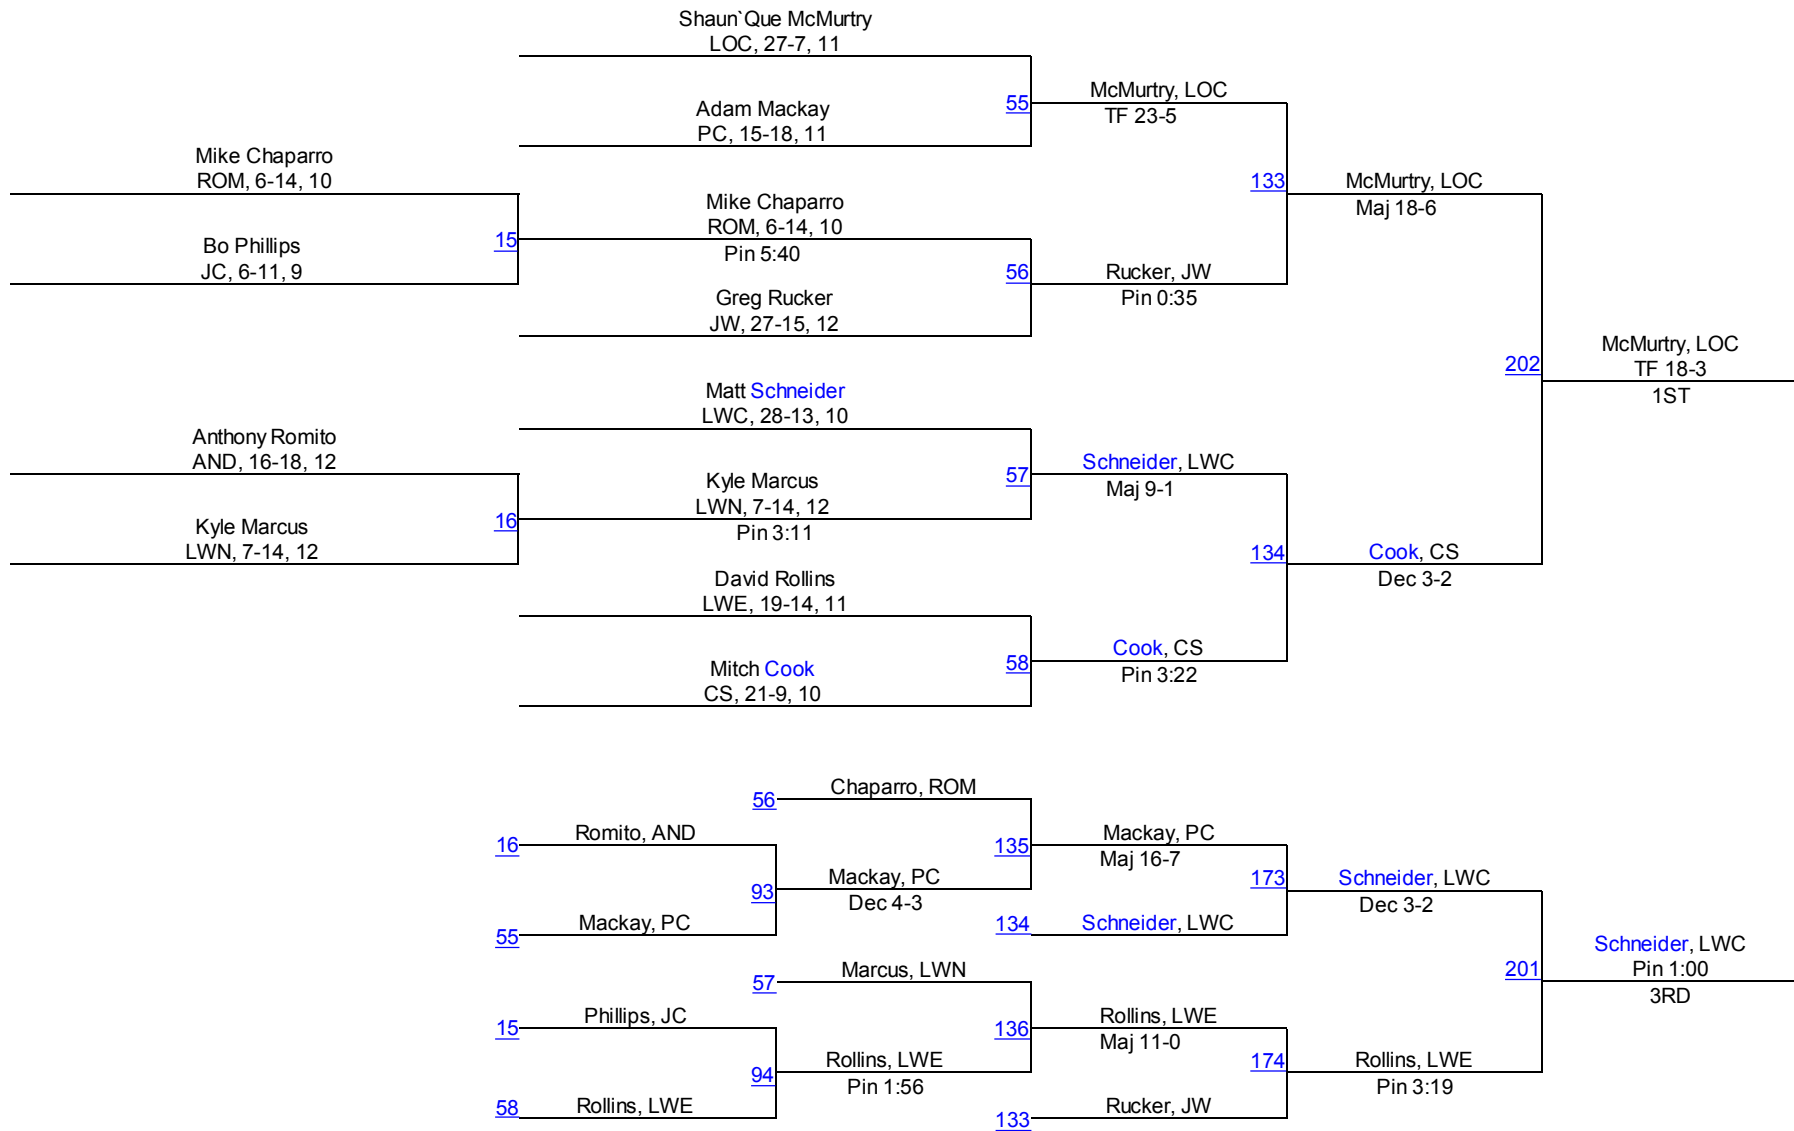 Shaun`Que McMurtry
LOC, 27-7, 11
55
McMurtry, LOC
TF 23-5
Adam Mackay
PC, 15-18, 11
Mike Chaparro
ROM, 6-14, 10
133
McMurtry, LOC
Maj 18-6
Mike Chaparro
ROM, 6-14, 10
Pin 5:40
15
Bo Phillips
JC, 6-11, 9
56
Rucker, JW
Pin 0:35
Greg Rucker
JW, 27-15, 12
202
McMurtry, LOC
TF 18-3
1ST
Matt Schneider
LWC, 28-13, 10
Anthony Romito
AND, 16-18, 12
57
Schneider, LWC
Maj 9-1
Kyle Marcus
LWN, 7-14, 12
Pin 3:11
16
Kyle Marcus
LWN, 7-14, 12
134
Cook, CS
Dec 3-2
David Rollins
LWE, 19-14, 11
58
Cook, CS
Pin 3:22
Mitch Cook
CS, 21-9, 10
56
Chaparro, ROM
16
Romito, AND
135
Mackay, PC
Maj 16-7
93
Mackay, PC
Dec 4-3
173
Schneider, LWC
Dec 3-2
55
Mackay, PC
134
Schneider, LWC
57
Marcus, LWN
201
Schneider, LWC
Pin 1:00
3RD
15
Phillips, JC
136
Rollins, LWE
Maj 11-0
94
Rollins, LWE
Pin 1:56
174
Rollins, LWE
Pin 3:19
58
Rollins, LWE
133
Rucker, JW